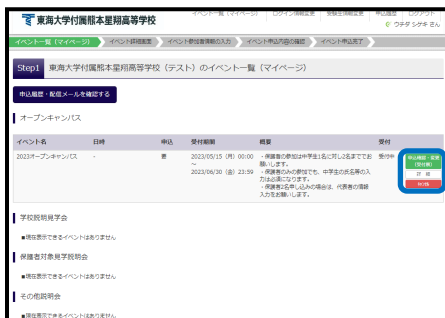 イベント一覧（マイページ） ログイン情報変更 受験生情報変更 申込履歴 ログアウト
東海大学付属熊本星翔高等学校
ウチダ シゲキ さん
イベント一覧（マイページ） イベント詳細画面 イベント参加者情報の入力 イベント申込内容の確認 イベント申込完了
Step1 東海大学付属熊本星翔高等学校（テスト）のイベント一覧（マイページ）
申込履歴・配信メールを確認する
オープンキャンパス
イベント名 日時 申込 受付期間 概要 受付
2023オープンキャンパス - 要 2023/05/15（月）00:00 ～ 2023/06/30（金）23:59
・保護者の参加は中学生1名に対し2名まででお願いします。
・保護者のみの参加でも、中学生の氏名等の入力は必須になります。
・保護者2名申し込みの場合は、代表者の情報入力をお願いします。
受付中
申込履歴・変更
（受付票）
詳 細
学校説明見学会
■現在表示できるイベントはありません
保護者対象見学説明会
■現在表示できるイベントはありません
その他説明会
■現在表示できるイベントはありません